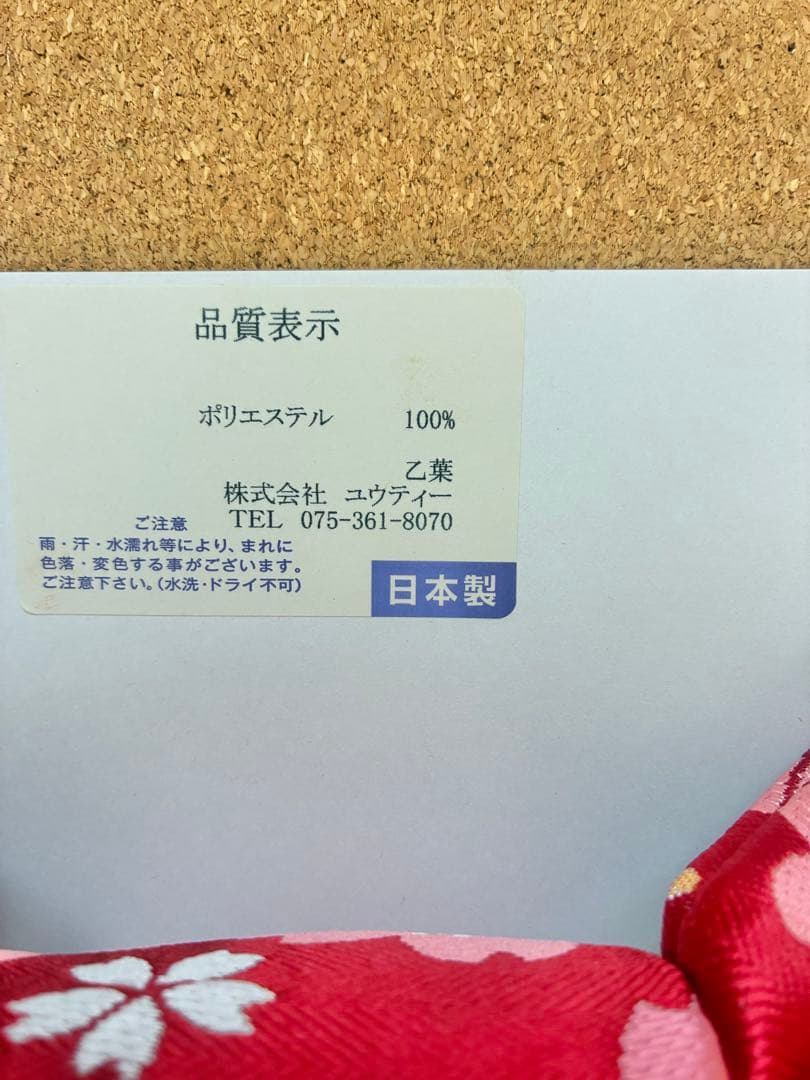 品質表示
ポリエステル 100%
乙葉
株式会社 ユウティー
TEL 075-361-8070
ご注意
雨・汗・水濡れ等により、まれに
色落・変色する事がございます。
ご注意下さい。(水洗・ドライ不可)
日本製